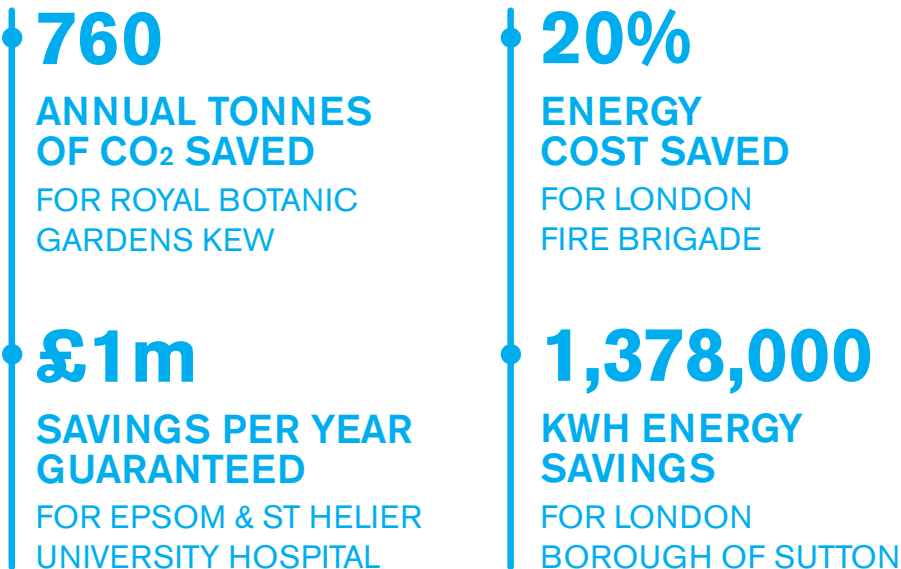 760
ANNUAL TONNES
OF CO₂ SAVED
FOR ROYAL BOTANIC
GARDENS KEW
20%
ENERGY
COST SAVED
FOR LONDON
FIRE BRIGADE
£1m
SAVINGS PER YEAR
GUARANTEED
FOR EPSOM & ST HELIER
UNIVERSITY HOSPITAL
1,378,000
KWH ENERGY
SAVINGS
FOR LONDON
BOROUGH OF SUTTON